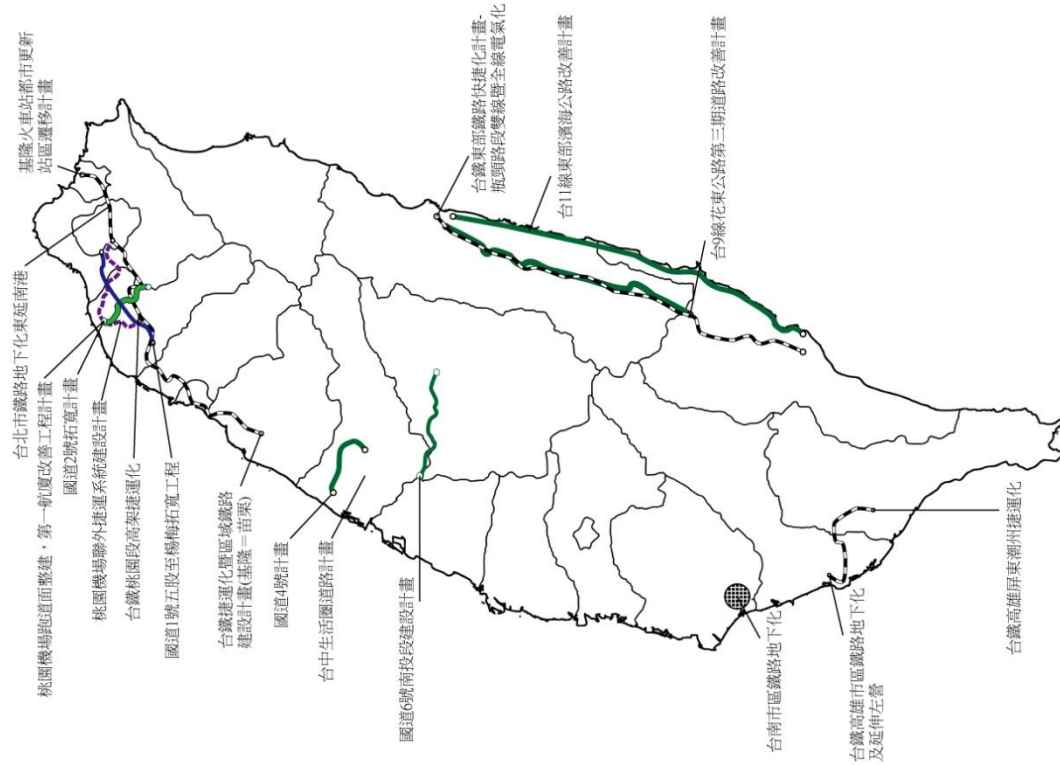 基隆火車站都市更新
站區遷移計畫
台北市鐵路地下化東延南港
桃園機場跑道面整建，第一航廈改善工程計畫
國道2號拓寬計畫
桃園機場聯外捷運系統建設計畫
台鐵桃園段高架捷運化
國道1號五股至楊梅拓寬工程
台鐵捷運化暨區域鐵路
建設計畫(基隆＝苗栗)
國道4號計畫
台中生活圈道路計畫
國道6號南投段建設計畫
台南市區鐵路地下化
台鐵高雄市區鐵路地下化
及延伸左營
台鐵高雄屏東潮州捷運化
台鐵東部鐵路快捷化計畫-
瓶頸路段雙線暨全線電氣化
台11線東部濱海公路改善計畫
台9線花東公路第三期道路改善計畫